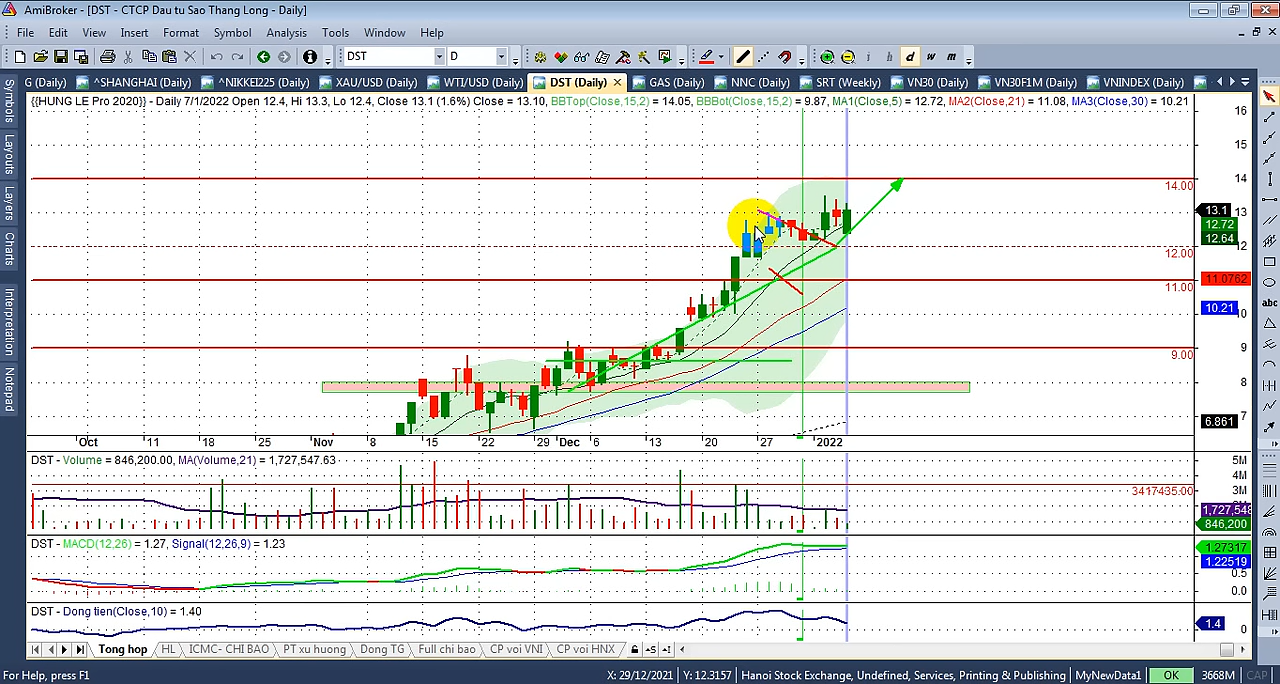 AmiBroker - [DST - CTCP Dau tu Sao Thang Long - Daily]
File Edit View Insert Format Symbol Analysis Tools Window Help
DST D i h d w m
G (Daily) ^SHANGHAI (Daily) ^NIKKEI225 (Daily) XAU/USD (Daily) WTI/USD (Daily) DST (Daily) GAS (Daily) NNC (Daily) SRT (Weekly) VN30 (Daily) VN30F1M (Daily) VNINDEX (Daily)
{{HUNG LE Pro 2020}} - Daily 7/1/2022 Open 12.4, Hi 13.3, Lo 12.4, Close 13.1 (1.6%) Close = 13.10, BBTop(Close,15,2) = 14.05, BBBot(Close,15,2) = 9.87, MA1(Close,5) = 12.72, MA2(Close,21) = 11.08, MA3(Close,30) = 10.21
Symbols
Layouts
Layers
Charts
Interpretation
Notepad
abc
16
15
14
14.00
13
13.1
12.72
12.64
12
12.00
11.0762
11.00
10.21
10
9
9.00
8
7
6.861
Oct 11 18 25 Nov 8 15 22 29 Dec 6 13 20 27 2022
DST - Volume = 846,200.00, MA(Volume,21) = 1,727,547.63
5M
4M
3M
3417435.00
1,727,548
846,200
DST - MACD(12,26) = 1.27, Signal(12,26,9) = 1.23
1.27317
1.22519
0.5
0.0
DST - Dong tien(Close,10) = 1.40
1.4
0
Tong hop HL ICMC- CHI BAO PT xu huong Dong TG Full chi bao CP voi VNI CP voi HNX
For Help, press F1 X: 29/12/2021 Y: 12.3157 Hanoi Stock Exchange, Undefined, Services, Printing & Publishing MyNewData1 OK 3668M CAP